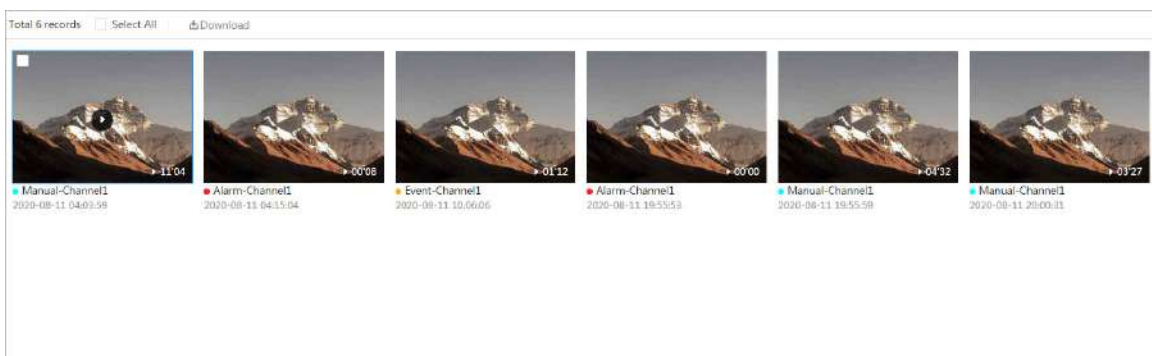 Total 6 records Select All Download
11:04 00:08 01:12 00:00 04:32 03:27
Manual-Channel1 Alarm-Channel1 Event-Channel1 Alarm-Channel1 Manual-Channel1 Manual-Channel1
2020-08-11 04:03:59 2020-08-11 04:15:04 2020-08-11 10:06:06 2020-08-11 19:55:53 2020-08-11 19:55:59 2020-08-11 20:00:31